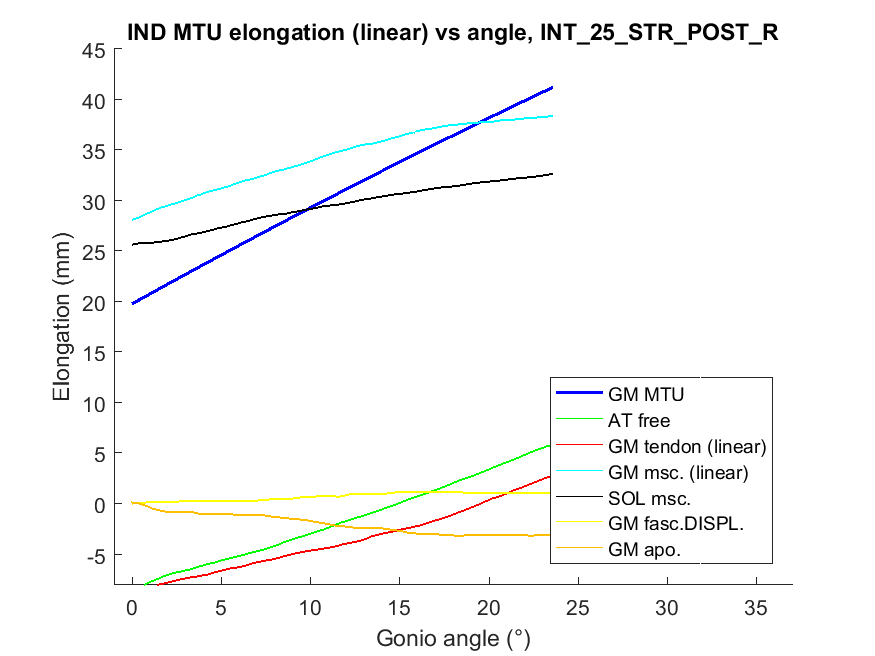 IND MTU elongation (linear) vs angle, INT_25_STR_POST_R
45
40
35
30
25
20
15
10
5
0
-5
Elongation (mm)
0 5 10 15 20 25 30 35
Gonio angle (°)
GM MTU
AT free
GM tendon (linear)
GM msc. (linear)
SOL msc.
GM fasc.DISPL.
GM apo.